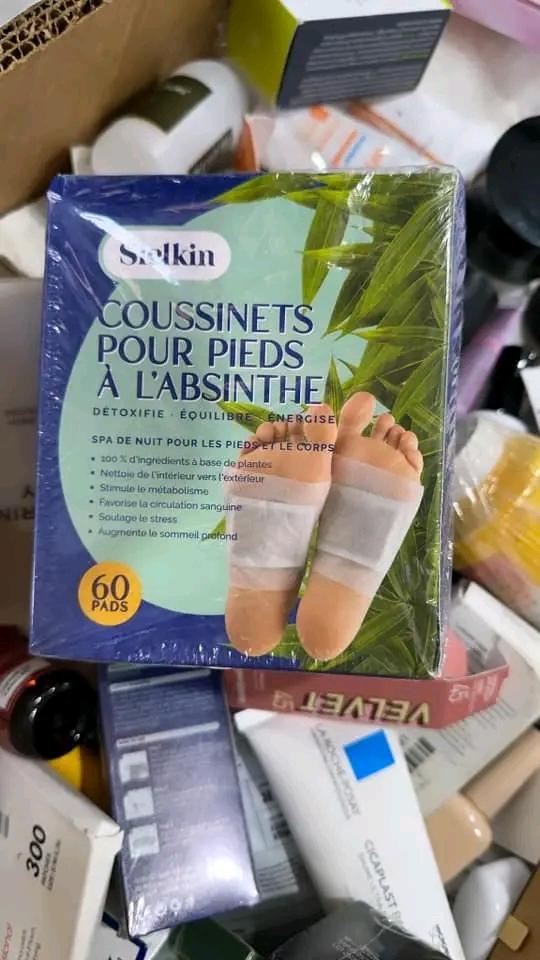 Sielkin
COUSSINETS
POUR PIEDS
À L'ABSINTHE
DÉTOXIFIE · ÉQUILIBRE · ÉNERGISE
SPA DE NUIT POUR LES PIEDS ET LE CORPS
• 100 % d'ingrédients à base de plantes
• Nettoie de l'intérieur vers l'extérieur
• Stimule le métabolisme
• Favorise la circulation sanguine
• Soulage le stress
• Augmente le sommeil profond
60
PADS
VELVET
LA ROCHE-POSAY
CICAPLAST
300